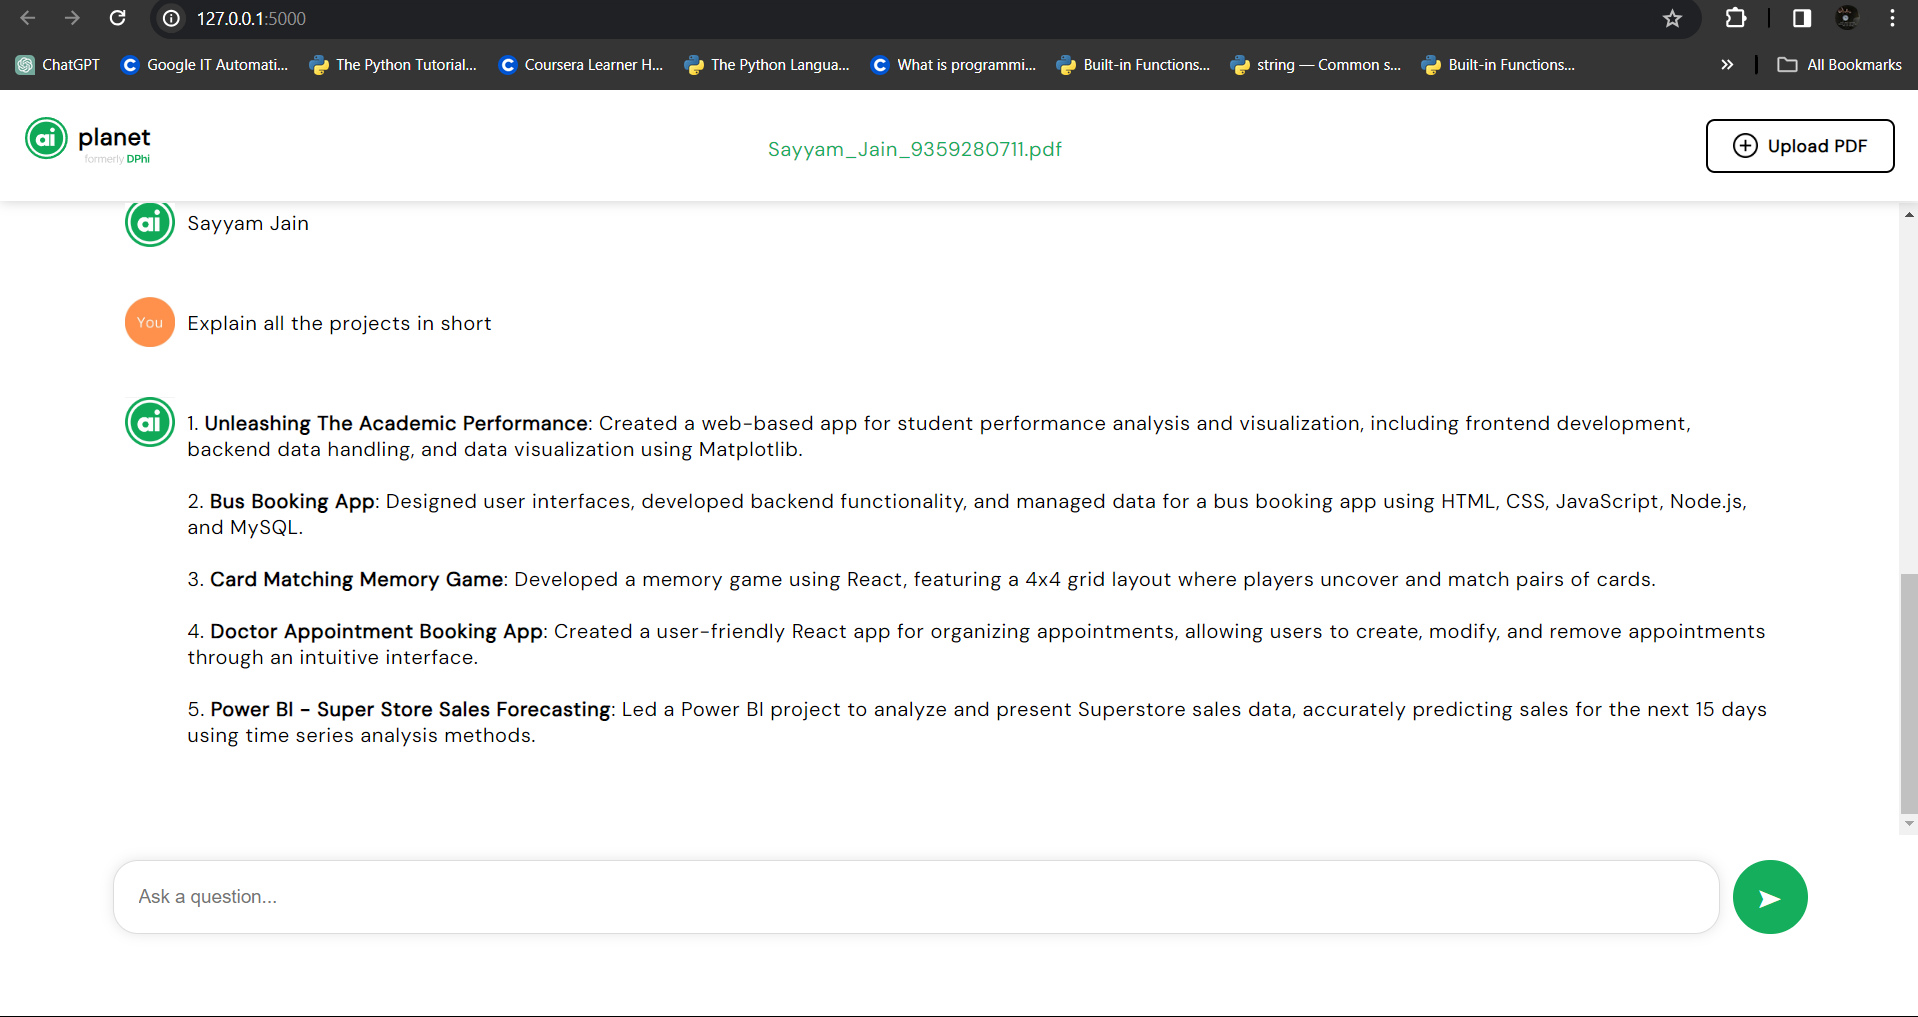 127.0.0.1:5000
ChatGPT
Google IT Automati...
The Python Tutorial...
Coursera Learner H...
The Python Langua...
What is programmi...
Built-in Functions...
string — Common s...
Built-in Functions...
All Bookmarks
ai planet
formerly DPhi
Sayyam_Jain_9359280711.pdf
Upload PDF
ai Sayyam Jain
You Explain all the projects in short
ai 1. Unleashing The Academic Performance: Created a web-based app for student performance analysis and visualization, including frontend development,
backend data handling, and data visualization using Matplotlib.
2. Bus Booking App: Designed user interfaces, developed backend functionality, and managed data for a bus booking app using HTML, CSS, JavaScript, Node.js,
and MySQL.
3. Card Matching Memory Game: Developed a memory game using React, featuring a 4x4 grid layout where players uncover and match pairs of cards.
4. Doctor Appointment Booking App: Created a user-friendly React app for organizing appointments, allowing users to create, modify, and remove appointments
through an intuitive interface.
5. Power BI - Super Store Sales Forecasting: Led a Power BI project to analyze and present Superstore sales data, accurately predicting sales for the next 15 days
using time series analysis methods.
Ask a question...